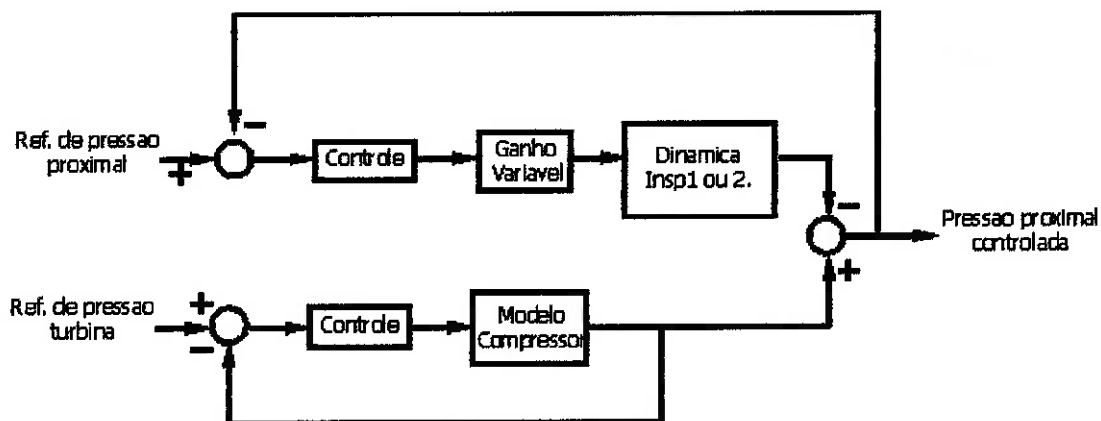 Ref. de pressao
proximal
+
−
Controle
Ganho
Variavel
Dinamica
Insp1 ou 2.
−
+
Pressao proximal
controlada
Ref. de pressao
turbina
+
−
Controle
Modelo
Compressor